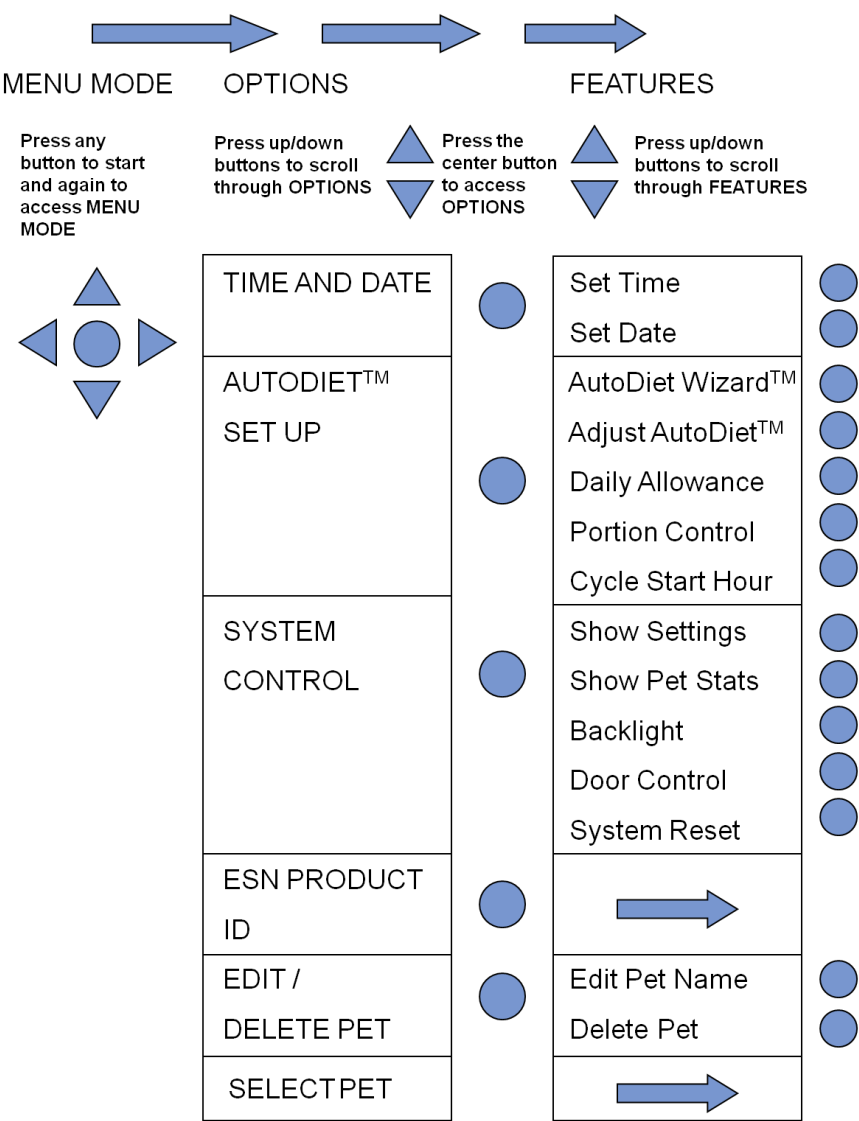 MENU MODE
OPTIONS
FEATURES
Press any
button to start
and again to
access MENU
MODE
Press up/down
buttons to scroll
through OPTIONS
Press the
center button
to access
OPTIONS
Press up/down
buttons to scroll
through FEATURES
TIME AND DATE
Set Time
Set Date
AUTODIET™
SET UP
AutoDiet Wizard™
Adjust AutoDiet™
Daily Allowance
Portion Control
Cycle Start Hour
SYSTEM
CONTROL
Show Settings
Show Pet Stats
Backlight
Door Control
System Reset
ESN PRODUCT
ID
EDIT /
DELETE PET
Edit Pet Name
Delete Pet
SELECT PET